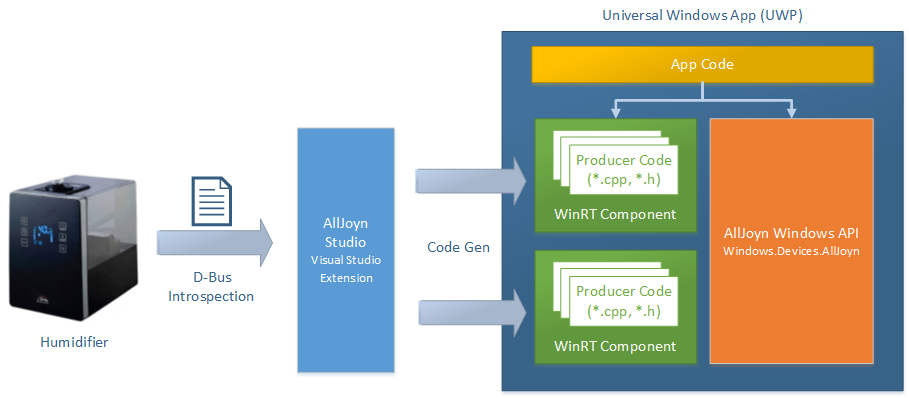 Universal Windows App (UWP)
App Code
Producer Code
(*.cpp, *.h)
WinRT Component
AllJoyn Windows API
Windows.Devices.AllJoyn
AllJoyn
Studio
Visual Studio
Extension
Code Gen
D-Bus
Introspection
Producer Code
(*.cpp, *.h)
WinRT Component
Humidifier